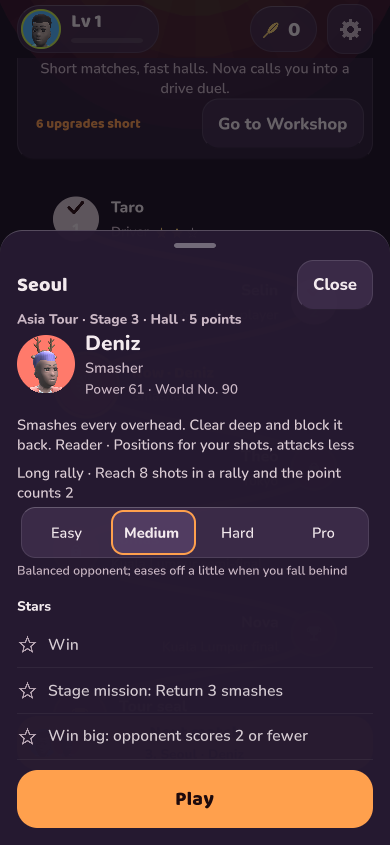 Lv 1
0
Short matches, fast halls. Nova calls you into a
drive duel.
6 upgrades short
Go to Workshop
Taro
Seoul
Close
Asia Tour · Stage 3 · Hall · 5 points
Deniz
Smasher
Power 61 · World No. 90
Smashes every overhead. Clear deep and block it
back. Reader · Positions for your shots, attacks less
Long rally · Reach 8 shots in a rally and the point
counts 2
Easy
Medium
Hard
Pro
Balanced opponent; eases off a little when you fall behind
Stars
Win
Stage mission: Return 3 smashes
Win big: opponent scores 2 or fewer
Play